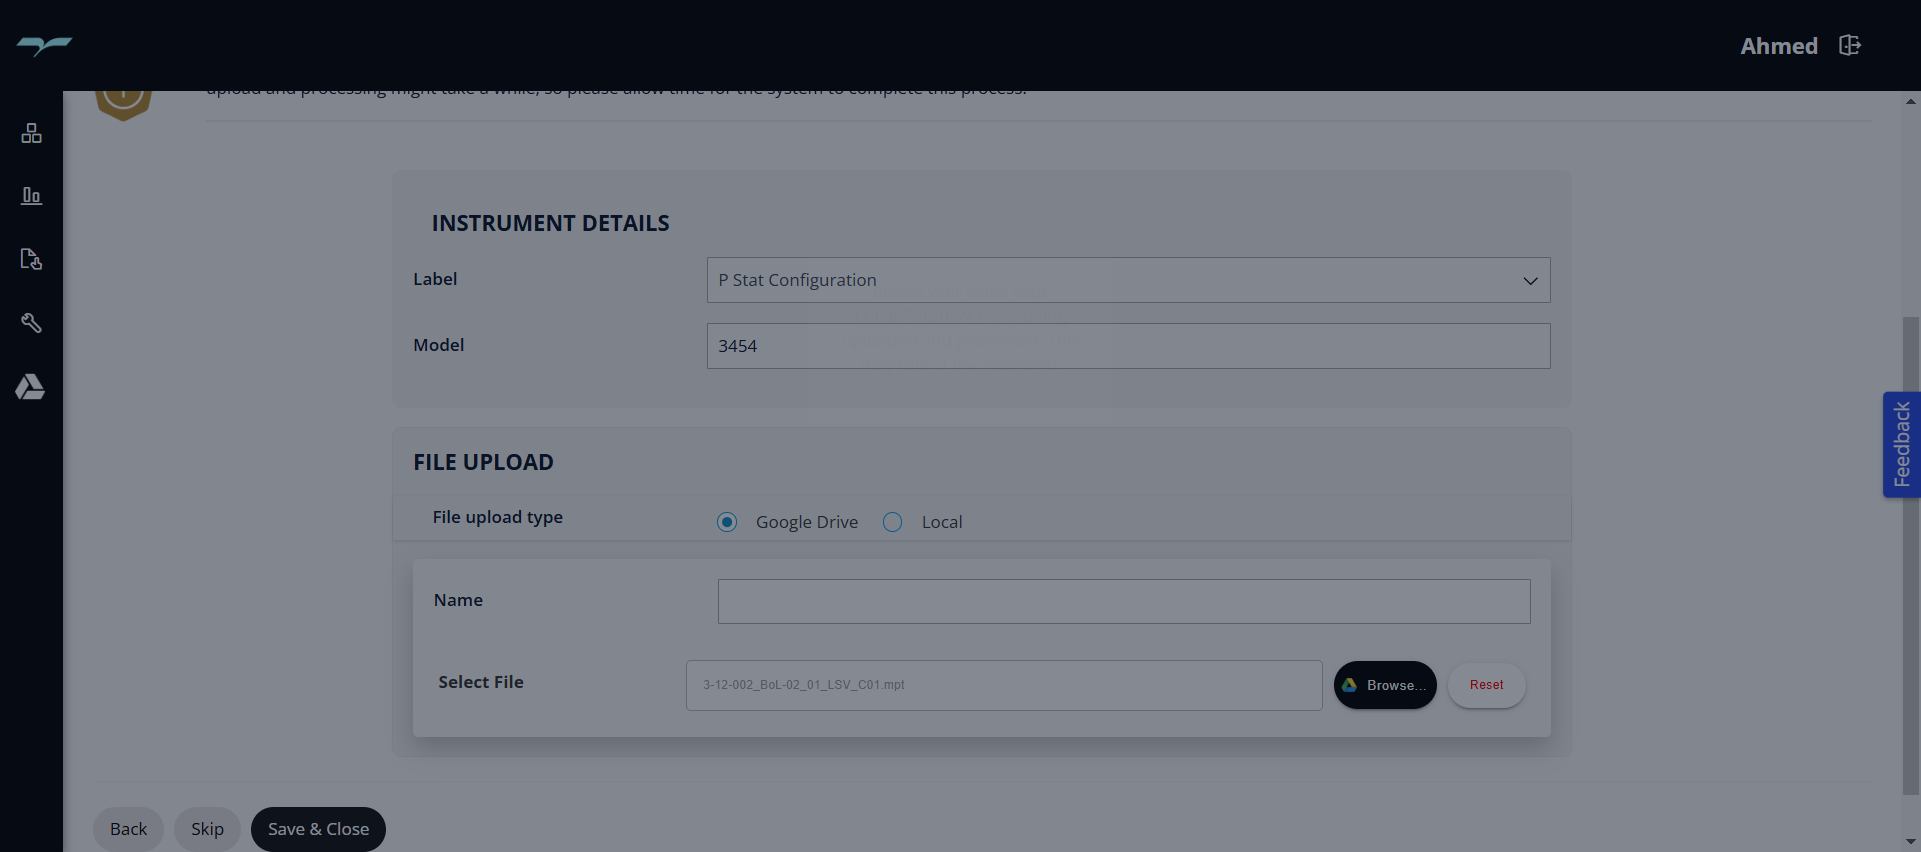 Ahmed
upload and processing might take a while, so please allow time for the system to complete this process.
INSTRUMENT DETAILS
Label
P Stat Configuration
Model
3454
Feedback
FILE UPLOAD
File upload type
Google Drive
Local
Name
Select File
3-12-002_BoL-02_01_LSV_C01.mpt
Browse...
Reset
Back
Skip
Save & Close